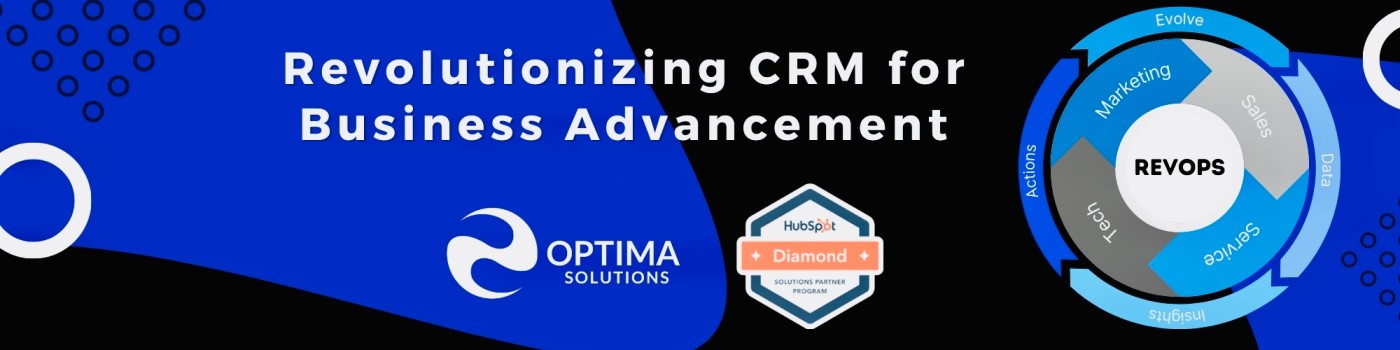 Revolutionizing CRM for
Business Advancement
OPTIMA
SOLUTIONS
HubSpot
Diamond
SOLUTIONS PARTNER
PROGRAM
Evolve
Marketing
Sales
Actions
REVOPS
Data
Tech
Service
Insights